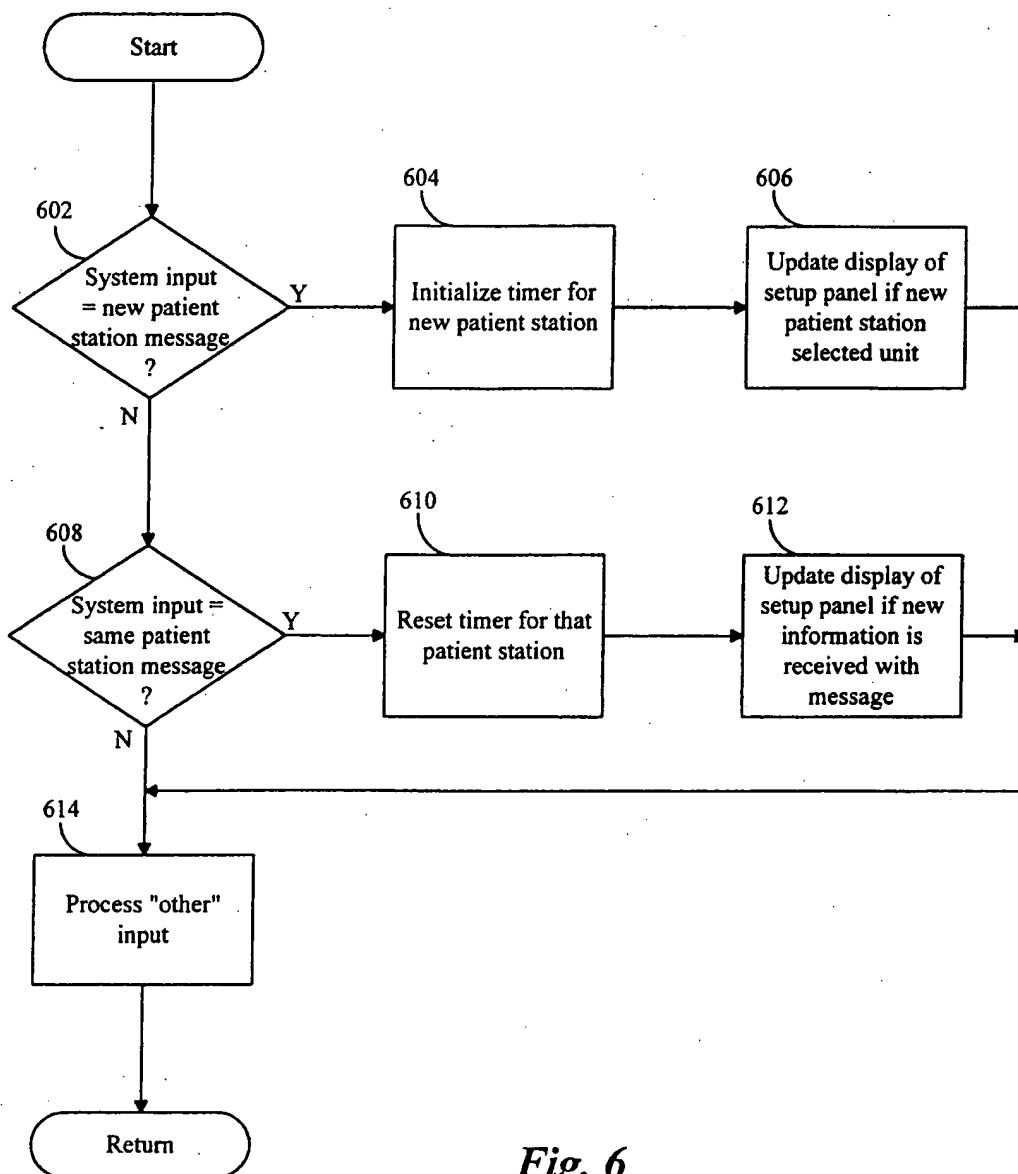 Start
602
System input
= new patient
station message
?
Y
N
604
Initialize timer for
new patient station
606
Update display of
setup panel if new
patient station
selected unit
608
System input =
same patient
station message
?
Y
N
610
Reset timer for that
patient station
612
Update display of
setup panel if new
information is
received with
message
614
Process "other"
input
Return
Fig. 6